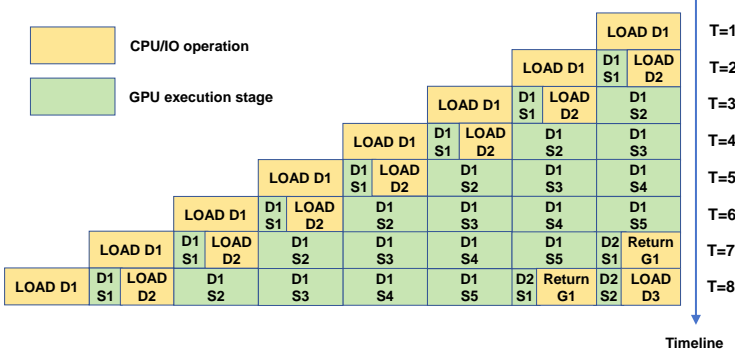 CPU/IO operation
GPU execution stage
LOAD D1 T=1
LOAD D1 D1 S1 LOAD D2 T=2
LOAD D1 D1 S1 LOAD D2 D1 S2 T=3
LOAD D1 D1 S1 LOAD D2 D1 S2 D1 S3 T=4
LOAD D1 D1 S1 LOAD D2 D1 S2 D1 S3 D1 S4 T=5
LOAD D1 D1 S1 LOAD D2 D1 S2 D1 S3 D1 S4 D1 S5 T=6
LOAD D1 D1 S1 LOAD D2 D1 S2 D1 S3 D1 S4 D1 S5 D2 S1 Return G1 T=7
LOAD D1 D1 S1 LOAD D2 D1 S2 D1 S3 D1 S4 D1 S5 D2 S1 Return G1 D2 S2 LOAD D3 T=8
Timeline